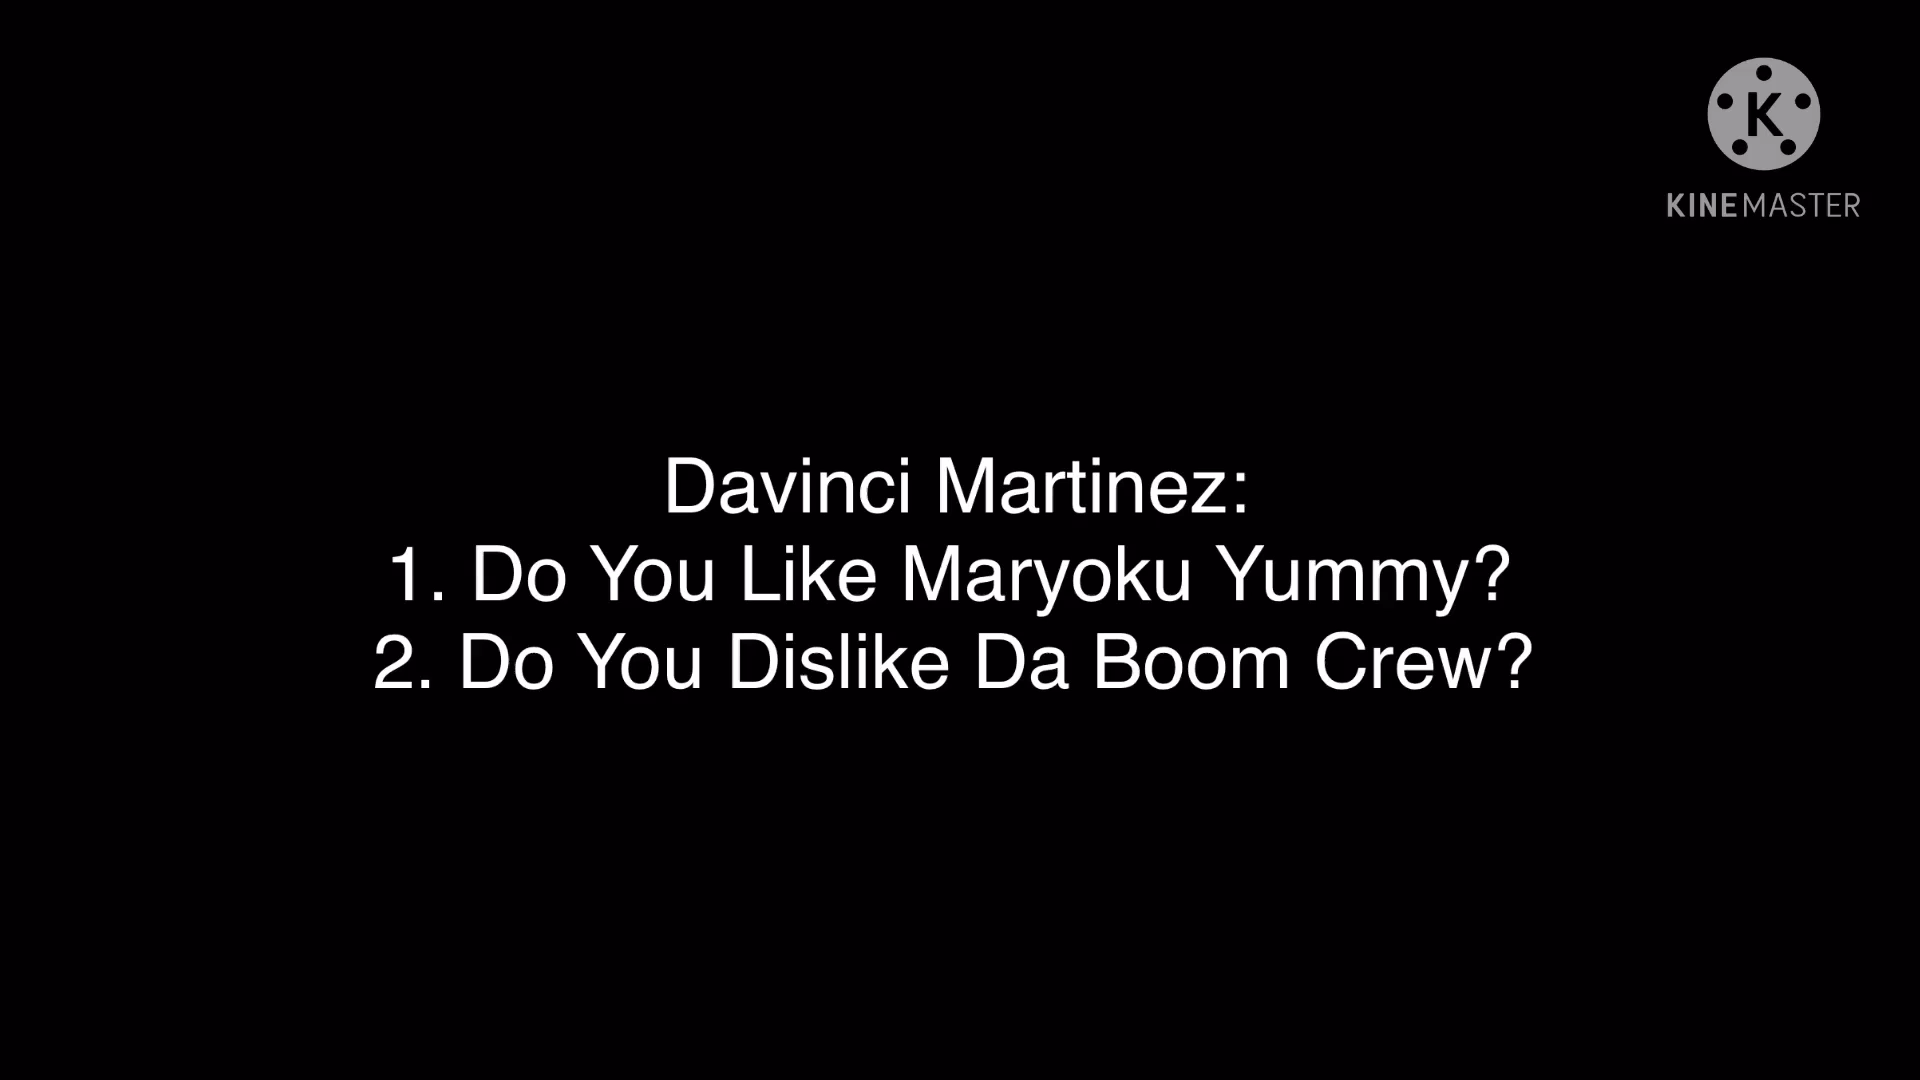 K
KINEMASTER
Davinci Martinez:
1. Do You Like Maryoku Yummy?
2. Do You Dislike Da Boom Crew?